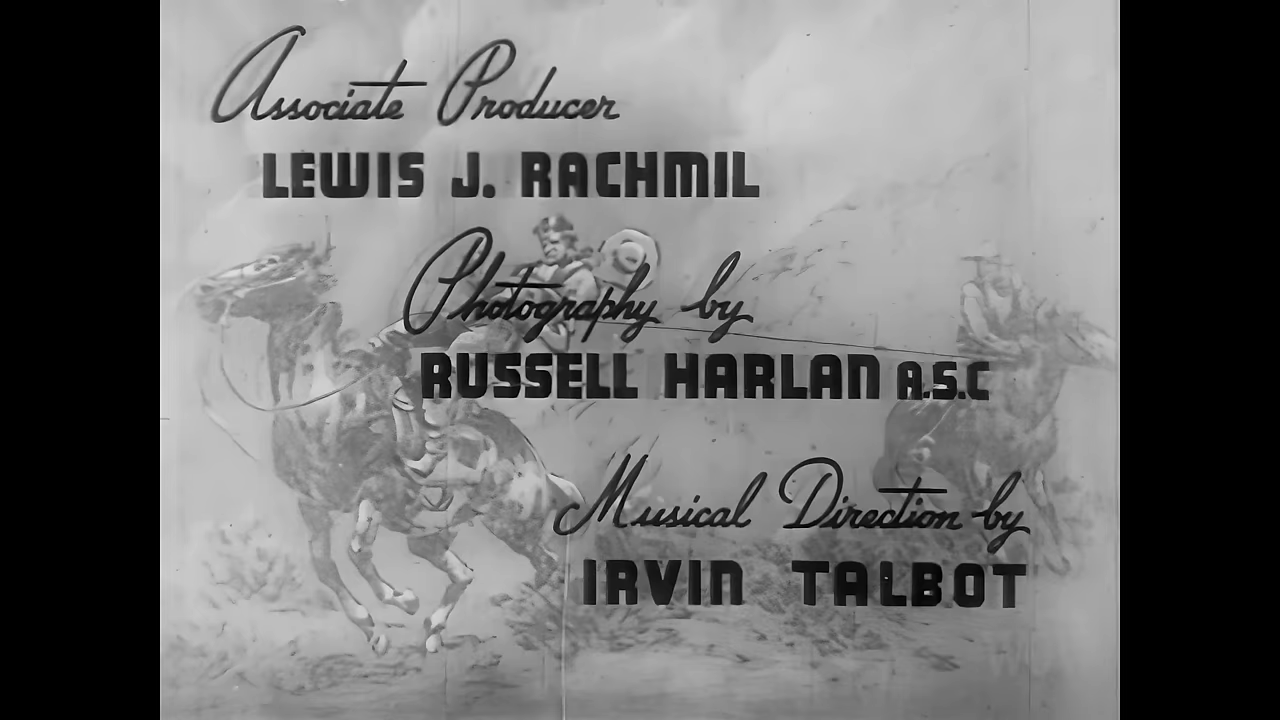 Associate Producer
LEWIS J. RACHMIL
Photography by
RUSSELL HARLAN A.S.C
Musical Direction by
IRVIN TALBOT